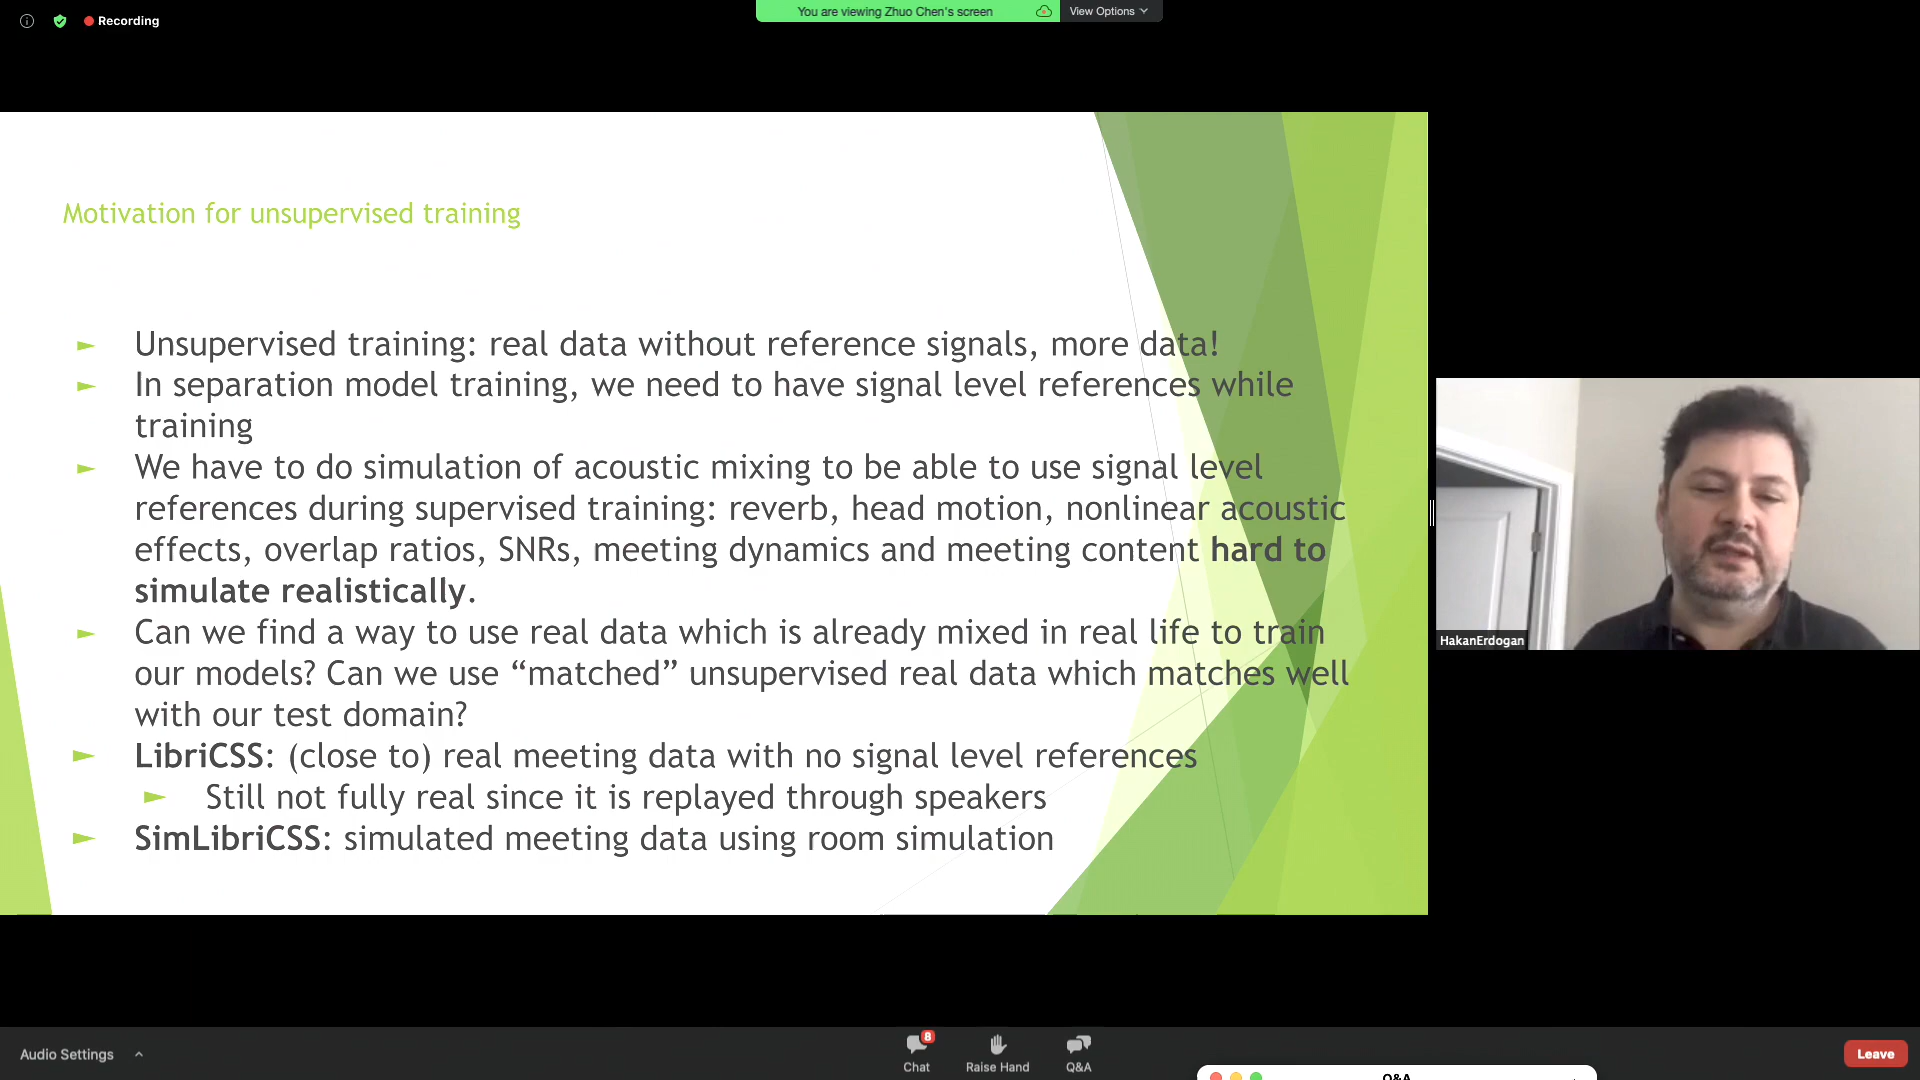 Recording
You are viewing Zhuo Chen's screen
View Options
Motivation for unsupervised training
Unsupervised training: real data without reference signals, more data!
In separation model training, we need to have signal level references while
training
We have to do simulation of acoustic mixing to be able to use signal level
references during supervised training: reverb, head motion, nonlinear acoustic
effects, overlap ratios, SNRs, meeting dynamics and meeting content hard to
simulate realistically.
Can we find a way to use real data which is already mixed in real life to train
our models? Can we use “matched” unsupervised real data which matches well
with our test domain?
LibriCSS: (close to) real meeting data with no signal level references
Still not fully real since it is replayed through speakers
SimLibriCSS: simulated meeting data using room simulation
HakanErdogan
Audio Settings
8
Chat
Raise Hand
Q&A
Leave
Q&A